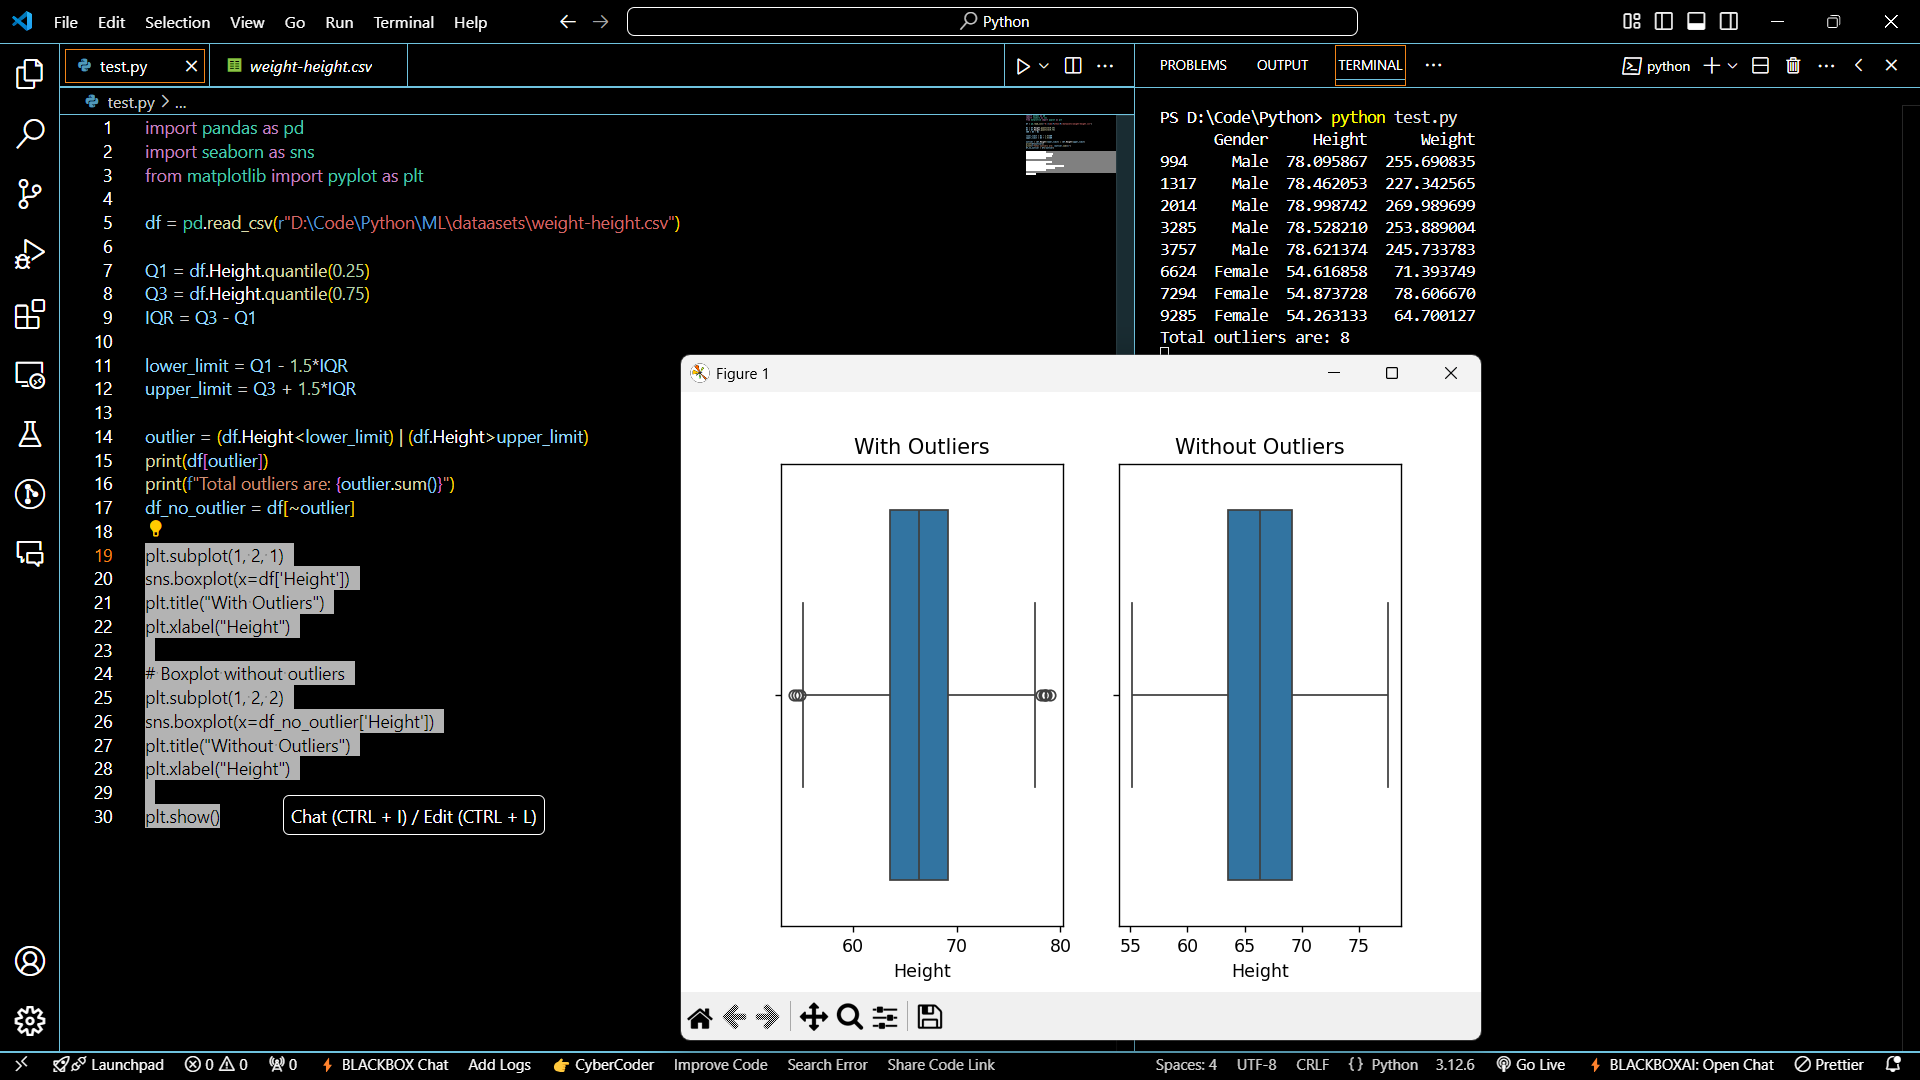 File Edit Selection View Go Run Terminal Help
Python
test.py
weight-height.csv
test.py > ...
1 import pandas as pd
2 import seaborn as sns
3 from matplotlib import pyplot as plt
4
5 df = pd.read_csv(r"D:\Code\Python\ML\dataasets\weight-height.csv")
6
7 Q1 = df.Height.quantile(0.25)
8 Q3 = df.Height.quantile(0.75)
9 IQR = Q3 - Q1
10
11 lower_limit = Q1 - 1.5*IQR
12 upper_limit = Q3 + 1.5*IQR
13
14 outlier = (df.Height<lower_limit) | (df.Height>upper_limit)
15 print(df[outlier])
16 print(f"Total outliers are: {outlier.sum()}")
17 df_no_outlier = df[~outlier]
18
19 plt.subplot(1, 2, 1)
20 sns.boxplot(x=df['Height'])
21 plt.title("With Outliers")
22 plt.xlabel("Height")
23
24 # Boxplot without outliers
25 plt.subplot(1, 2, 2)
26 sns.boxplot(x=df_no_outlier['Height'])
27 plt.title("Without Outliers")
28 plt.xlabel("Height")
29
30 plt.show()
Chat (CTRL + I) / Edit (CTRL + L)
PROBLEMS OUTPUT TERMINAL ··· python
PS D:\Code\Python> python test.py
Gender Height Weight
994 Male 78.095867 255.690835
1317 Male 78.462053 227.342565
2014 Male 78.998742 269.989699
3285 Male 78.528210 253.889004
3757 Male 78.621374 245.733783
6624 Female 54.616858 71.393749
7294 Female 54.873728 78.606670
9285 Female 54.263133 64.700127
Total outliers are: 8
Figure 1
With Outliers
60 70 80
Height
Without Outliers
55 60 65 70 75
Height
Launchpad 0 0 0 BLACKBOX Chat Add Logs CyberCoder Improve Code Search Error Share Code Link Spaces: 4 UTF-8 CRLF {} Python 3.12.6 Go Live BLACKBOXAI: Open Chat Prettier